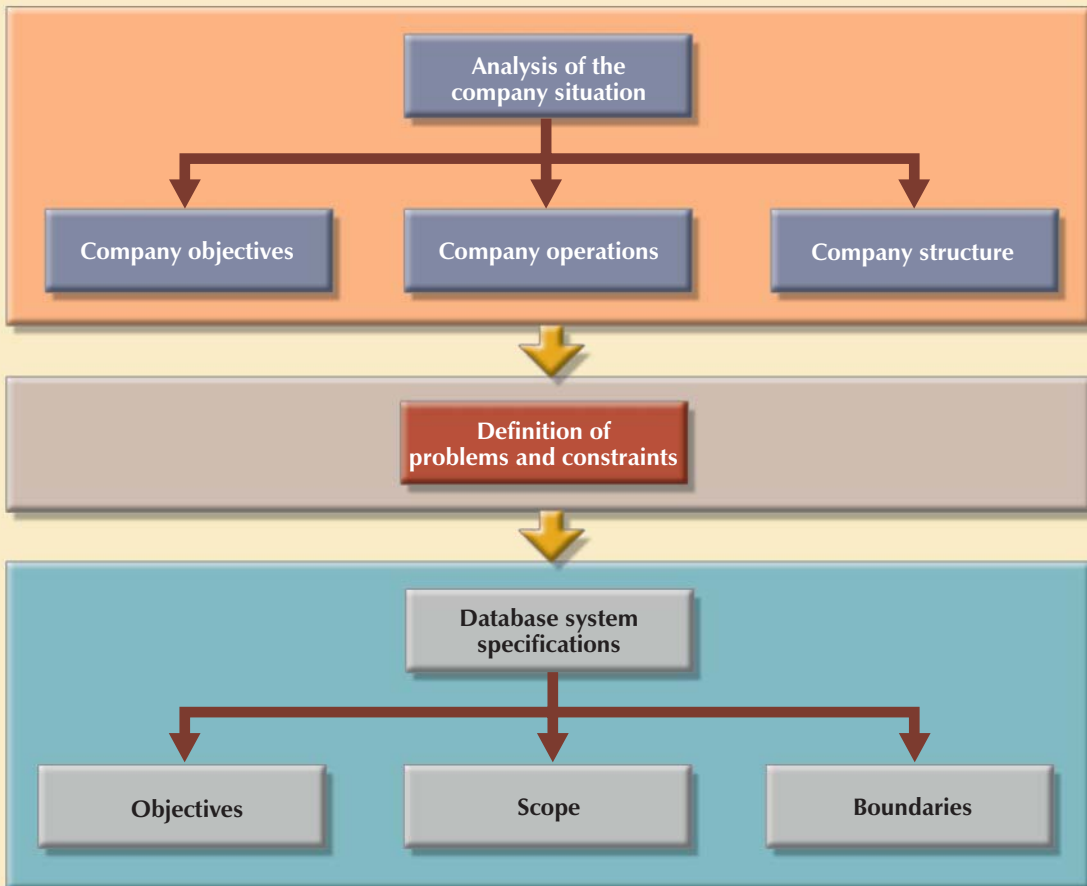 Analysis of the
company situation
Company objectives
Company operations
Company structure
Definition of
problems and constraints
Database system
specifications
Objectives
Scope
Boundaries